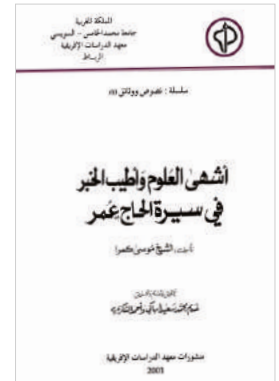 المملكة المغربية
جامعة محمد الخامس - السويسي
معهد الدراسات الإفريقية
الرباط
سلسلة : نصوص ووثائق
أشهى العلوم وأطيب الخبر
في سيرة الحاج عمر
تأليف: الشيخ موسى كمرا
منشورات معهد الدراسات الإفريقية
2001